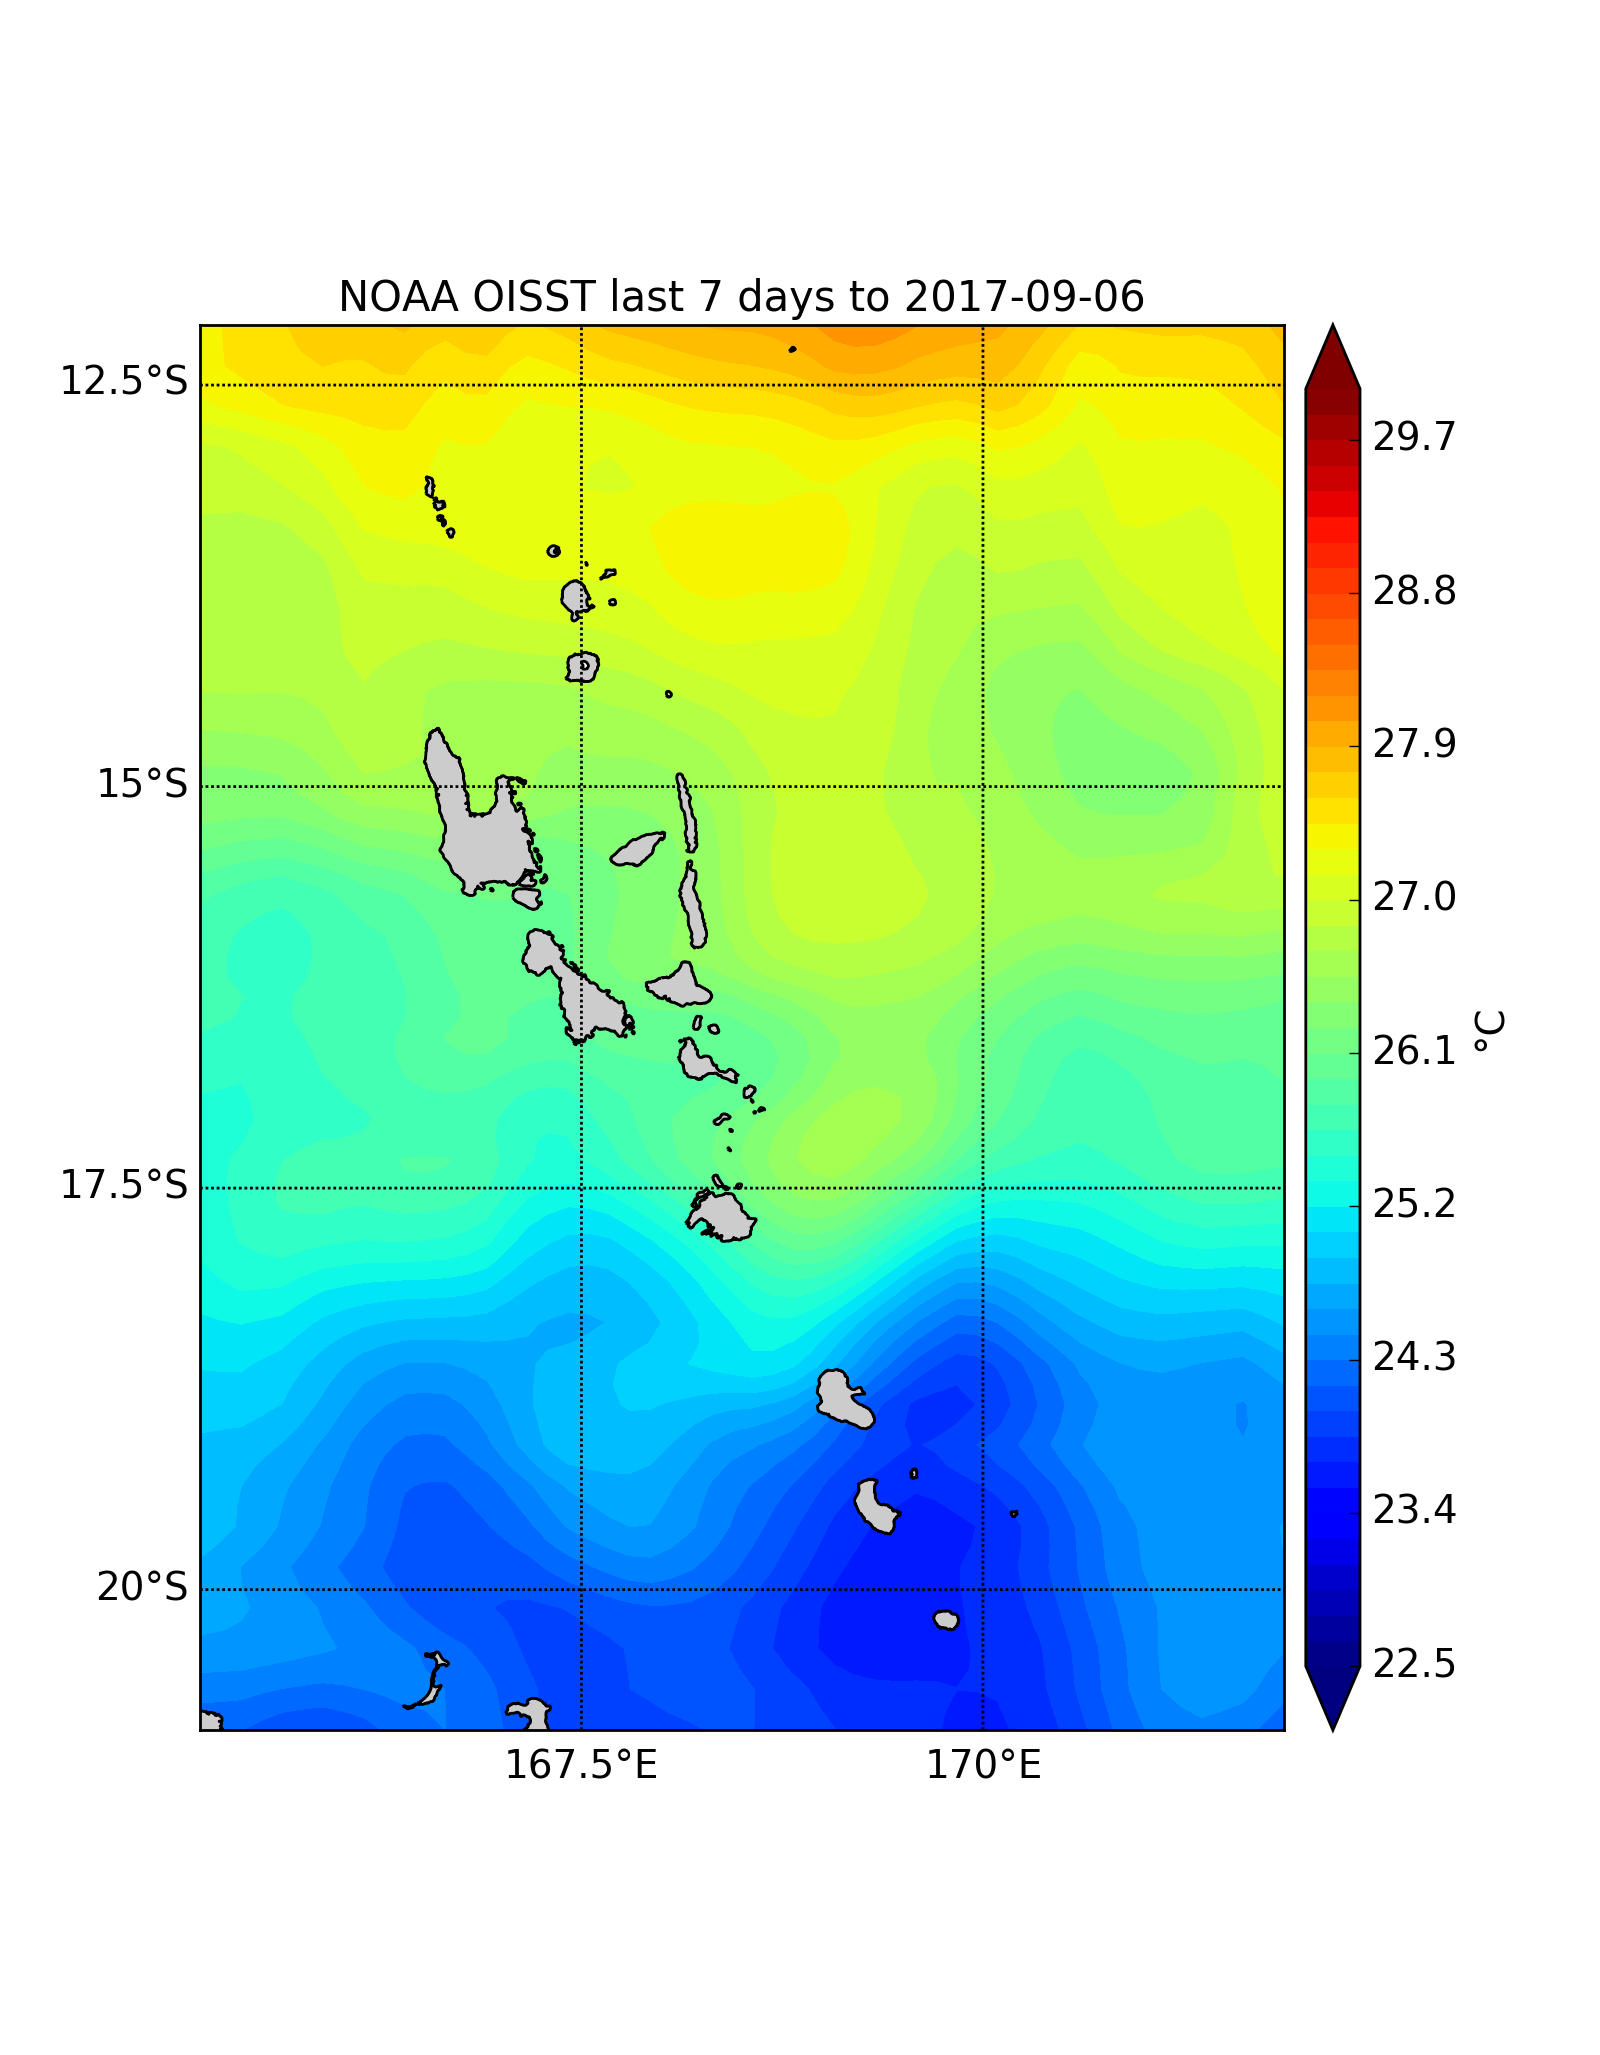 NOAA OISST last 7 days to 2017-09-06
12.5°S
15°S
17.5°S
20°S
167.5°E
170°E
29.7
28.8
27.9
27.0
26.1
25.2
24.3
23.4
22.5
°C